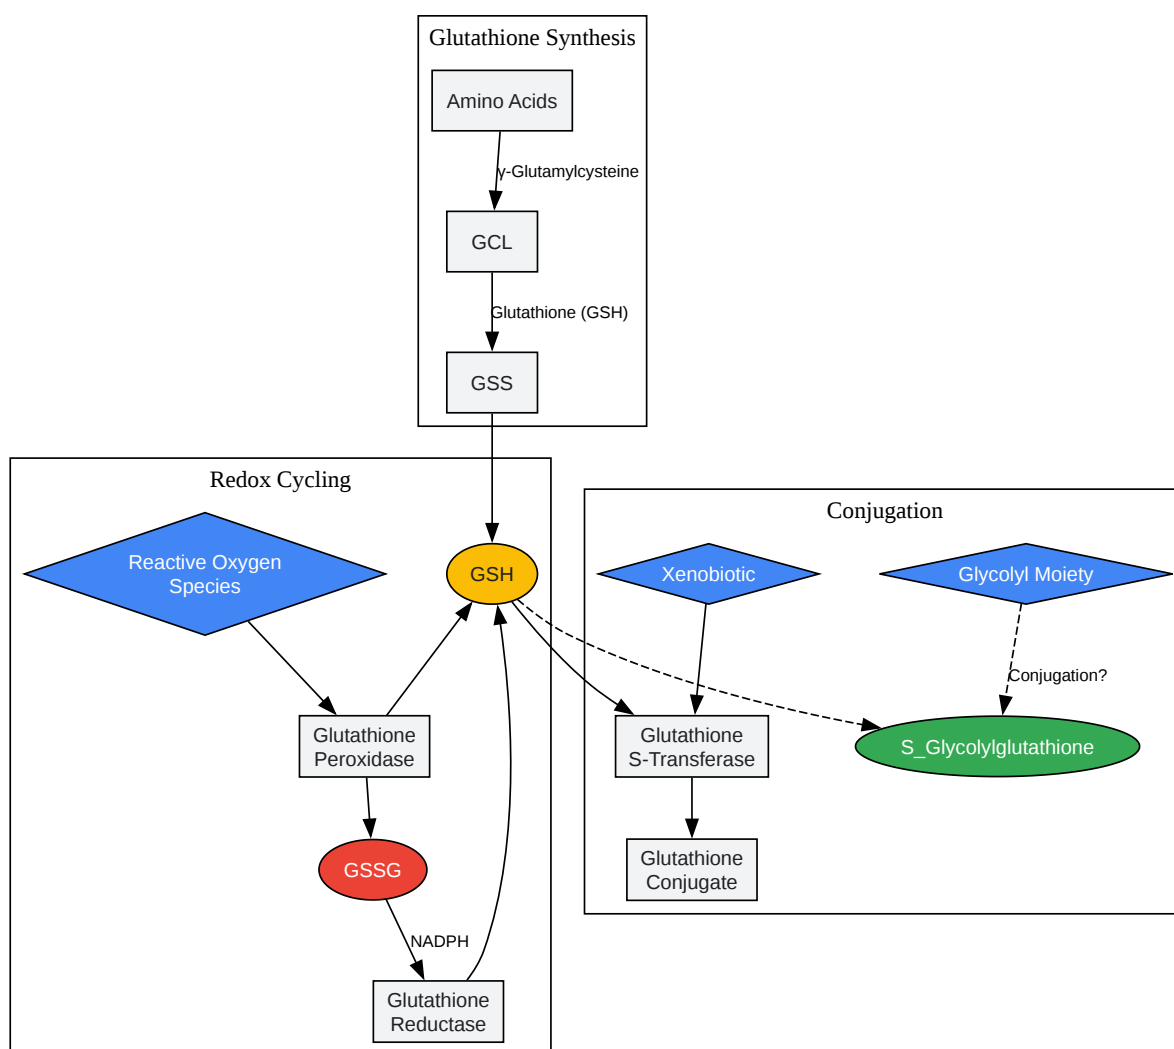 Glutathione Synthesis
Amino Acids
γ-Glutamylcysteine
GCL
Glutathione (GSH)
GSS
Redox Cycling
Reactive Oxygen
Species
GSH
Glutathione
Peroxidase
GSSG
NADPH
Glutathione
Reductase
Conjugation
Xenobiotic
Glycolyl Moiety
Conjugation?
Glutathione
S-Transferase
S_Glycolylglutathione
Glutathione
Conjugate